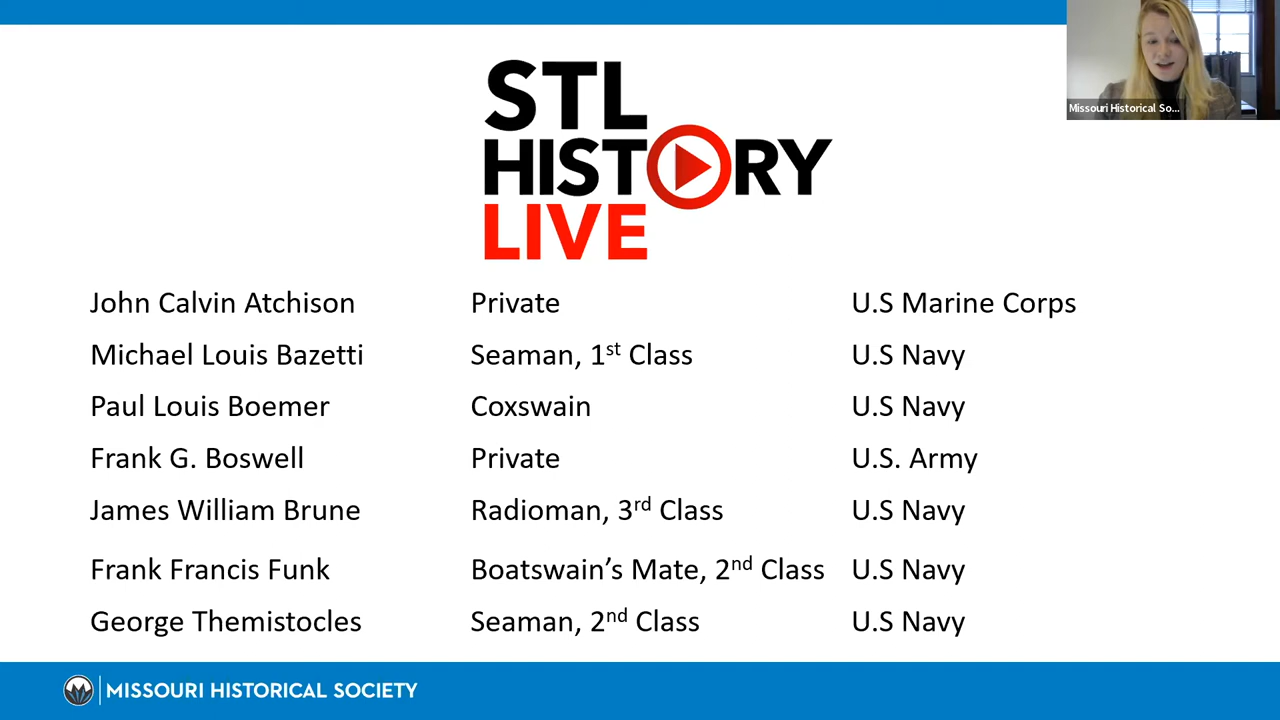 STL
HISTORY
LIVE
Missouri Historical So...
John Calvin Atchison Private U.S Marine Corps
Michael Louis Bazetti Seaman, 1st Class U.S Navy
Paul Louis Boemer Coxswain U.S Navy
Frank G. Boswell Private U.S. Army
James William Brune Radioman, 3rd Class U.S Navy
Frank Francis Funk Boatswain’s Mate, 2nd Class U.S Navy
George Themistocles Seaman, 2nd Class U.S Navy
MISSOURI HISTORICAL SOCIETY